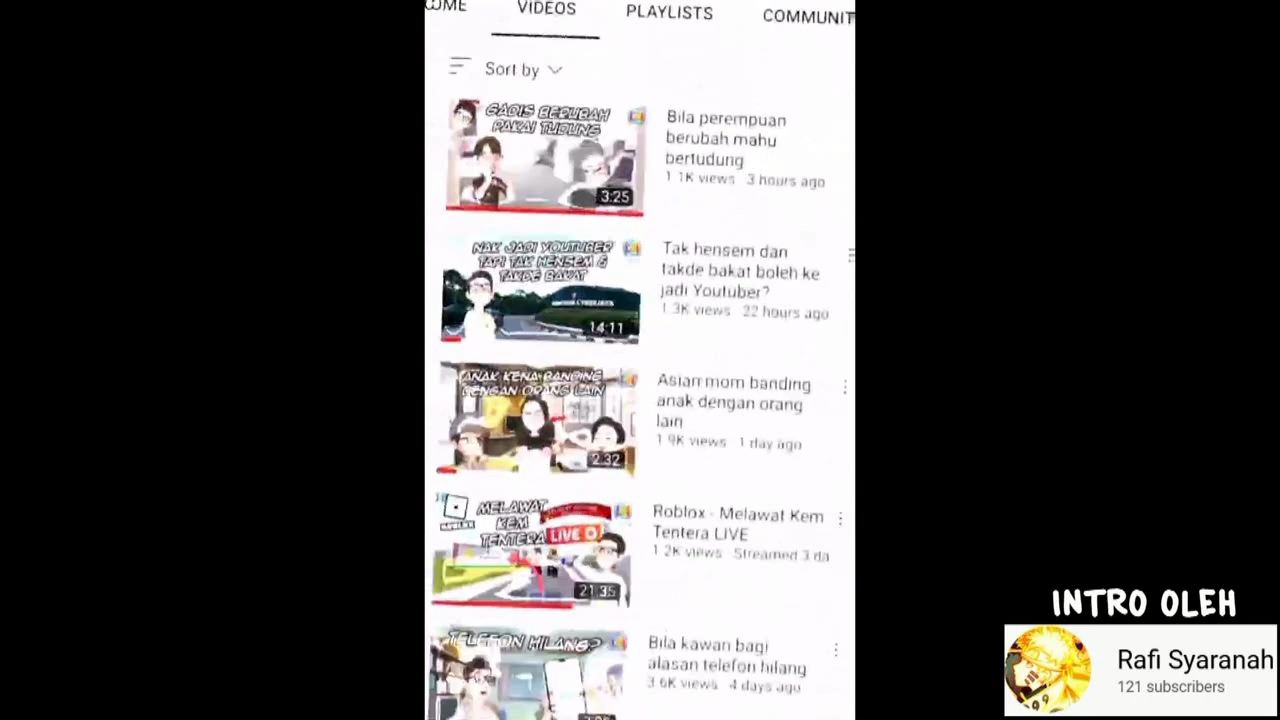 OME
VIDEOS
PLAYLISTS
COMMUNIT
Sort by
GADIS BERUBAH
PAKAI TUDUNG
3:25
Bila perempuan
berubah mahu
bertudung
1.1K views 3 hours ago
NAK JADI YOUTUBER
TAPI TAK HENSEM &
TAKDE BAKAT
14:11
Tak hensem dan
takde bakat boleh ke
jadi Youtuber?
1.3K views 22 hours ago
ANAK KENA BANDING
DENGAN ORANG LAIN
2:32
Asian mom banding
anak dengan orang
lain
1.9K views 1 day ago
ROBLOX
MELAWAT
KEM
TENTERA
LIVE
21:35
Roblox - Melawat Kem
Tentera LIVE
1.2K views Streamed 3 da
TELEFON HILANG?
Bila kawan bagi
alasan telefon hilang
3.6K views 4 days ago
INTRO OLEH
Rafi Syaranah
121 subscribers